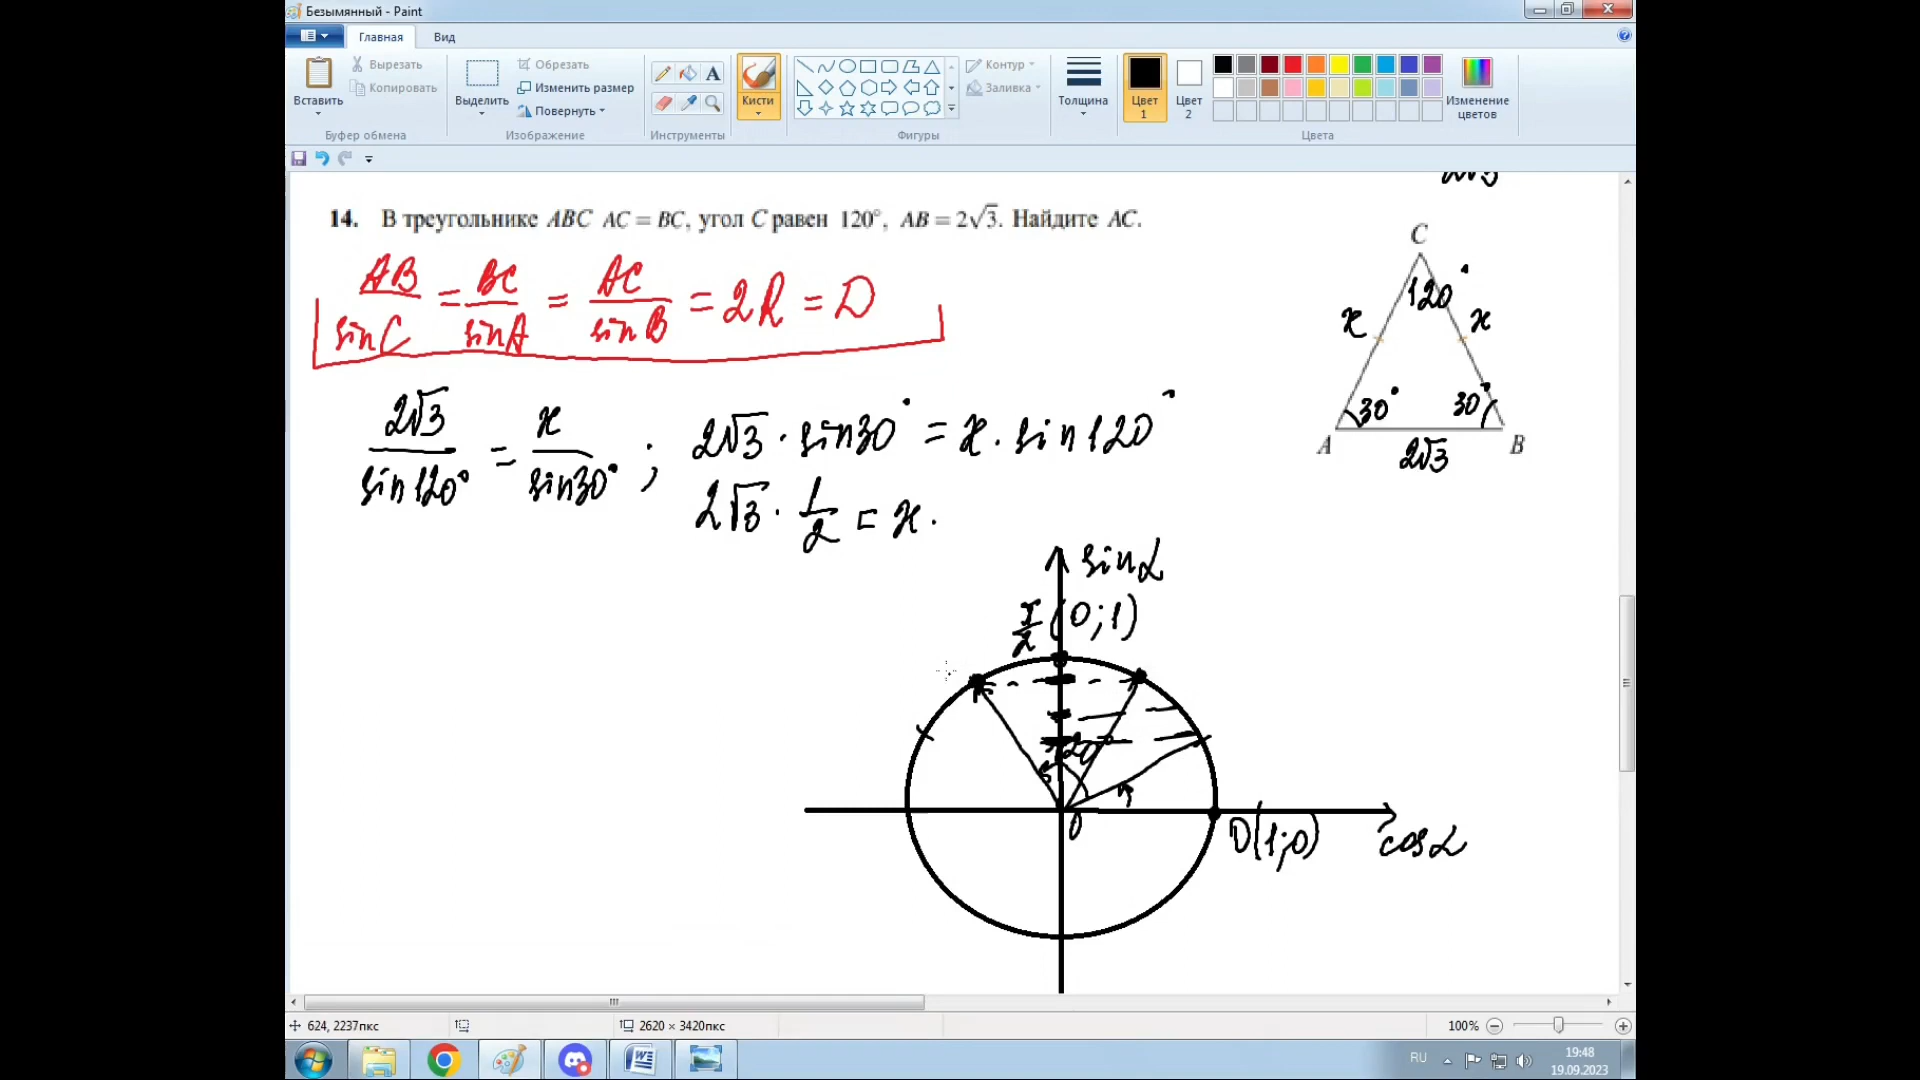 Безымянный - Paint
Главная Вид
Вставить
Вырезать
Копировать
Буфер обмена
Выделить
Обрезать
Изменить размер
Повернуть
Изображение
A
Инструменты
Кисти
Контур
Заливка
Фигуры
Толщина
Цвет 1
Цвет 2
Изменение цветов
Цвета
2√3
14. В треугольнике ABC AC = BC, угол C равен 120°, AB = 2√3. Найдите AC.
AB/sinC = BC/sinA = AC/sinB = 2R = D
2√3/sin120° = x/sin30° ; 2√3 · sin30° = x · sin120°
2√3 · 1/2 = x ·
C
120°
x x
30° 30°
A 2√3 B
sinα
π/2 (0;1)
120°
0
0(1;0)
cosα
624, 2237пкс
2620 × 3420пкс
100%
RU
19:48
19.09.2023